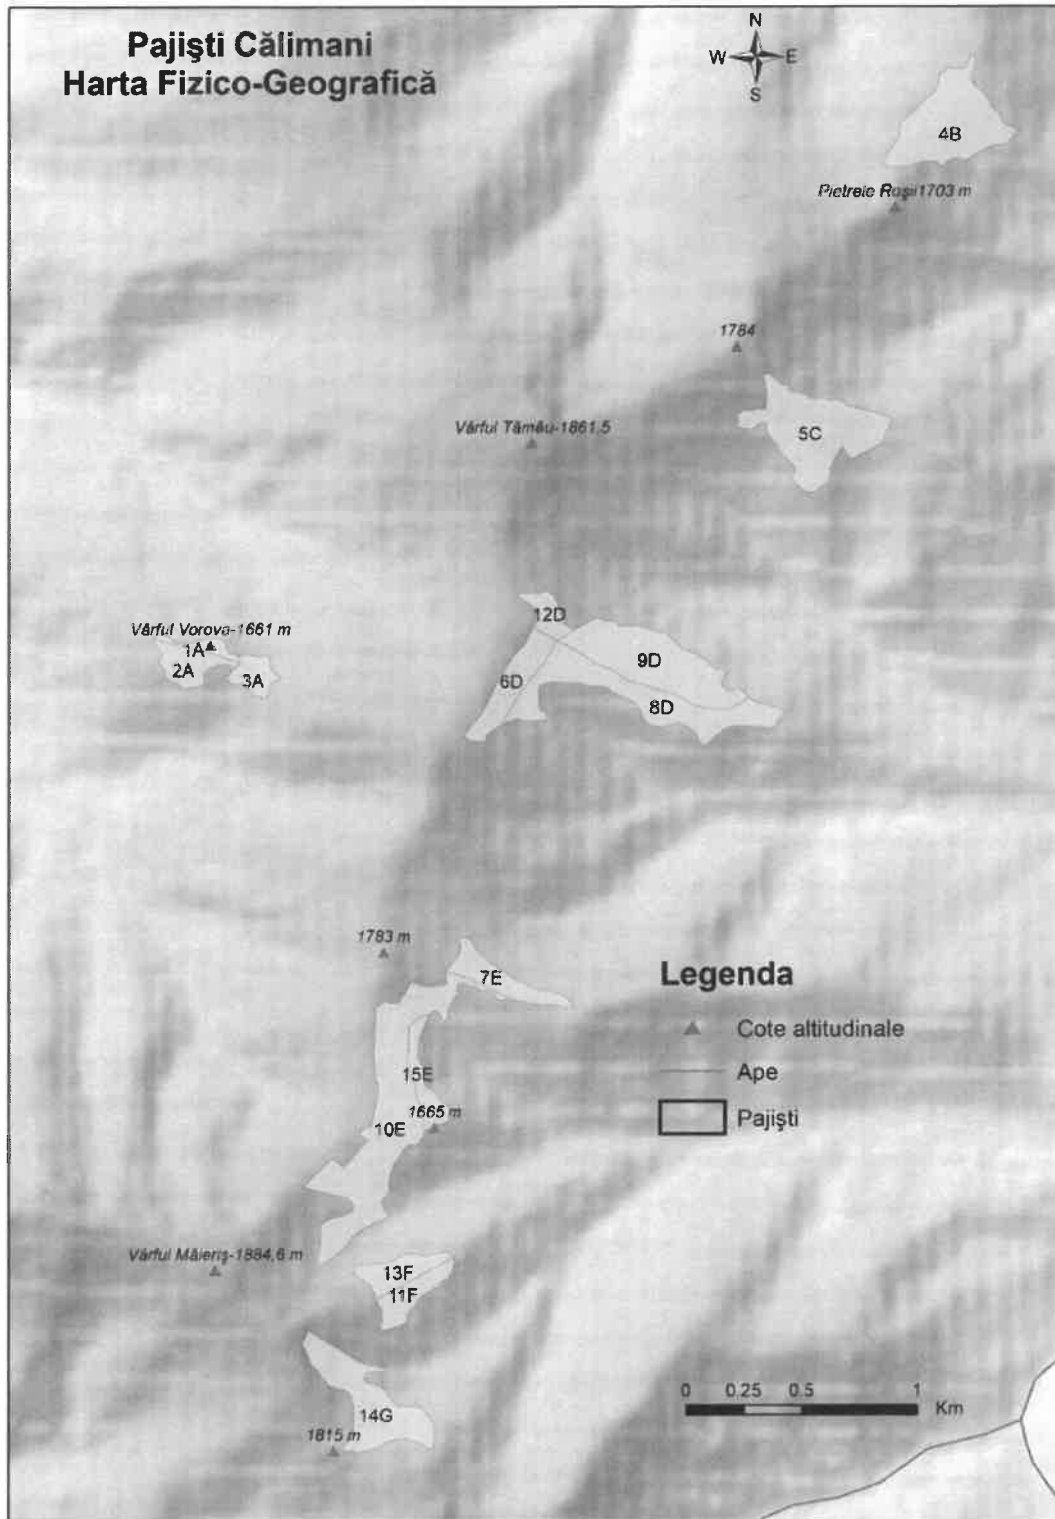 Pajişti Călimani
Harta Fizico-Geografică
N
W E
S
4B
Pietrele Roşii1703 m
1784
Vârful Tămău-1861,5
5C
12D
Vârful Vorova-1661 m
1A
2A
3A
9D
6D
8D
1783 m
7E
Legenda
Cote altitudinale
Ape
Pajişti
15E
1665 m
10E
Vârful Măieriş-1884,6 m
13F
11F
0 0.25 0.5 1
Km
14G
1815 m